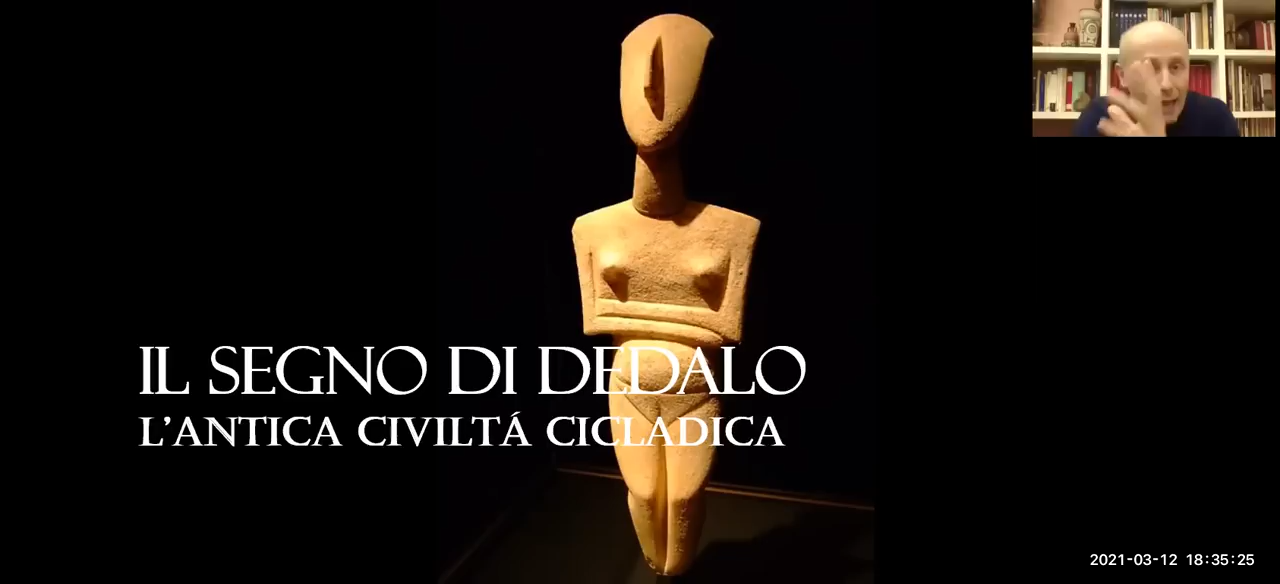 IL SEGNO DI DEDALO
L'ANTICA CIVILTÁ CICLADICA
2021-03-12 18:35:25